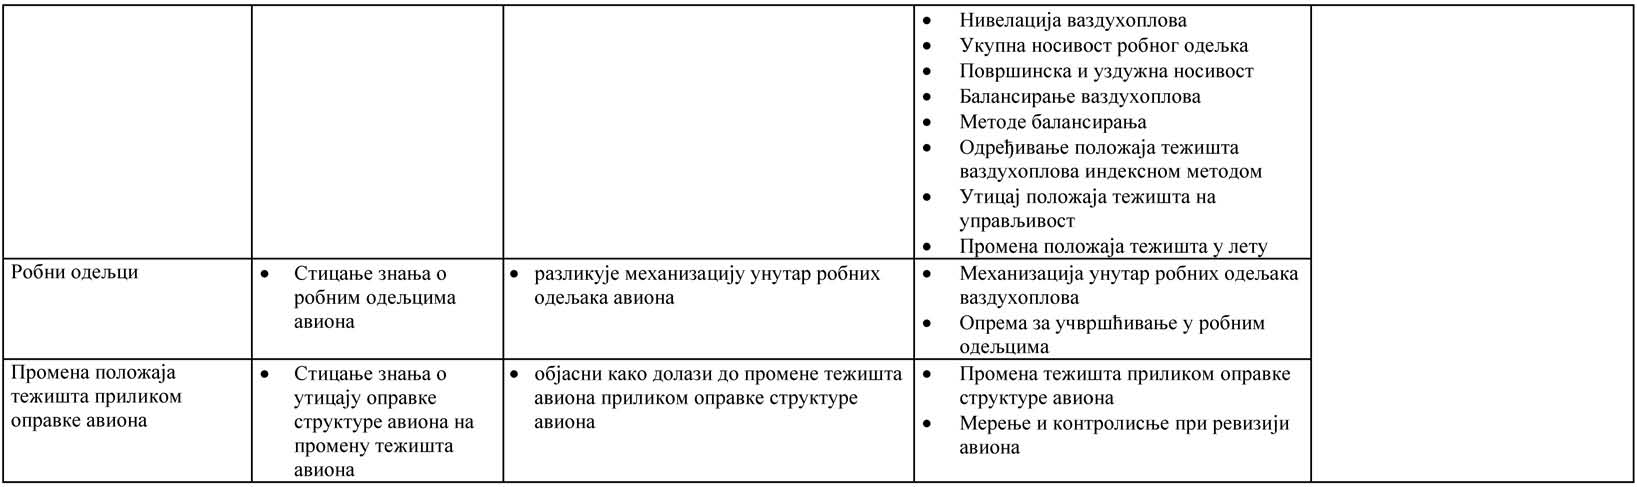 • Нивелација ваздухоплова
• Укупна носивост робног одељка
• Површинска и уздужна носивост
• Балансирање ваздухоплова
• Методе балансирања
• Одређивање положаја тежишта
ваздухоплова индексном методом
• Утицај положаја тежишта на
управљивост
• Промена положаја тежишта у лету
Робни одељци
• Стицање знања о
робним одељцима
авиона
• разликује механизацију унутар робних
одељака авиона
• Механизација унутар робних одељака
ваздухоплова
• Опрема за учвршћивање у робним
одељцима
Промена положаја
тежишта приликом
оправке авиона
• Стицање знања о
утицају оправке
структуре авиона на
промену тежишта
авиона
• објасни како долази до промене тежишта
авиона приликом оправке структуре
авиона
• Промена тежишта приликом оправке
структуре авиона
• Мерење и контролисње при ревизији
авиона